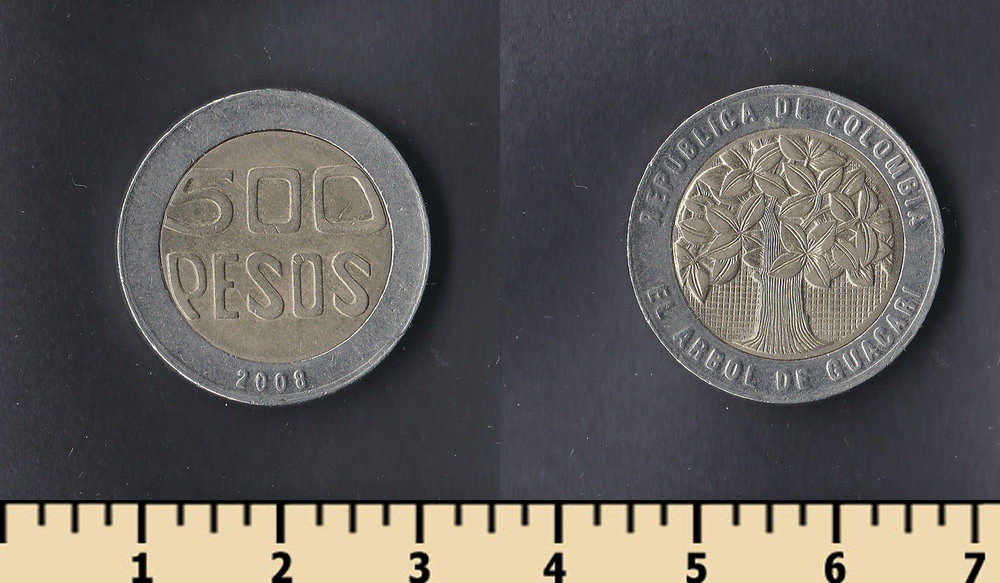 500
PESOS
2008
REPUBLICA DE COLOMBIA
EL ARBOL DE GUACARI
1 2 3 4 5 6 7